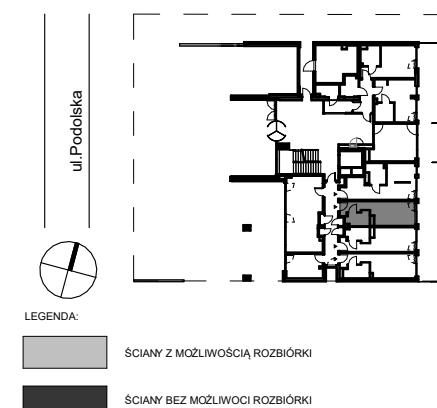 ul.Podolska
LEGENDA:
ŚCIANY Z MOŻLIWOŚCIĄ ROZBIÓRKI
ŚCIANY BEZ MOŻLIWOCI ROZBIÓRKI